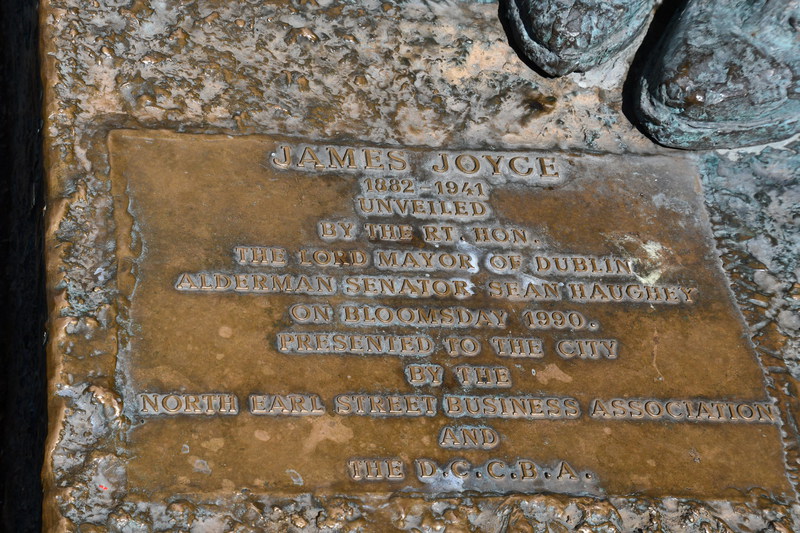 JAMES JOYCE
1882-1941
UNVEILED
BY THE RT. HON.
THE LORD MAYOR OF DUBLIN
ALDERMAN SENATOR SEAN HAUGHEY
ON BLOOMSDAY 1990.
PRESENTED TO THE CITY
BY THE
NORTH EARL STREET BUSINESS ASSOCIATION
AND
THE D.C.C.B.A.